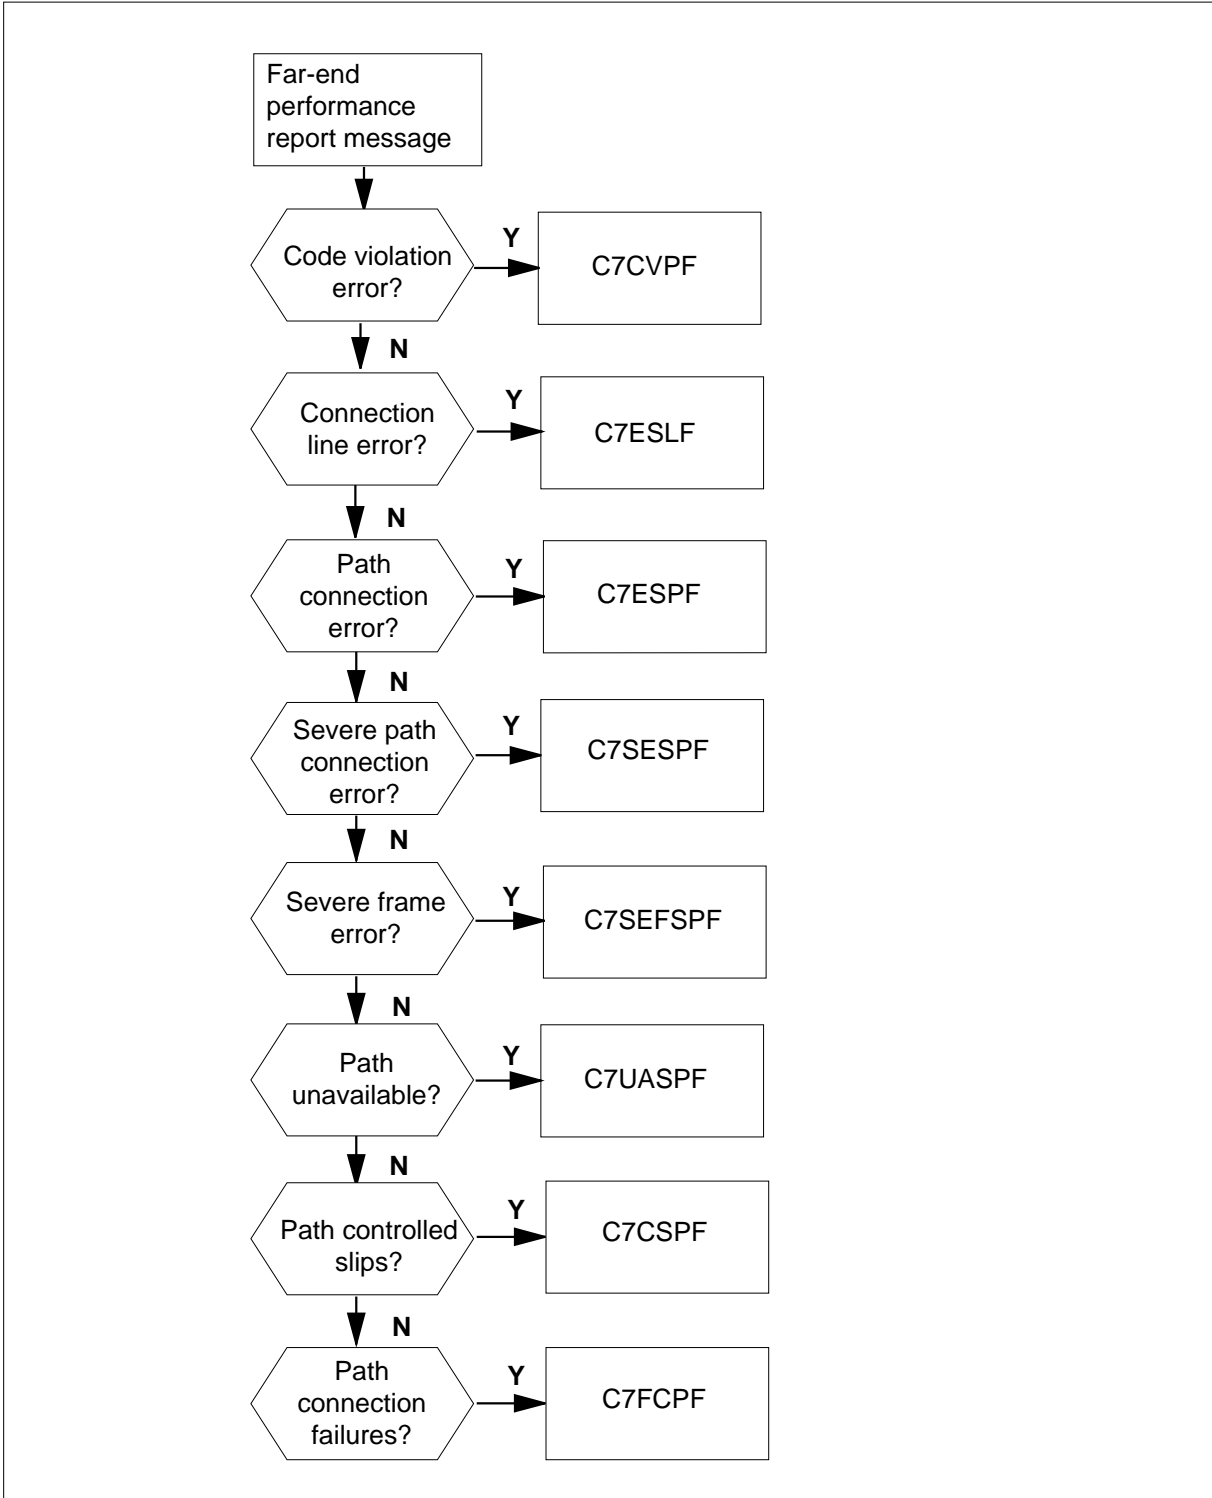 Far-end
performance
report message
Code violation
error?
Y
C7CVPF
N
Connection
line error?
Y
C7ESLF
N
Path
connection
error?
Y
C7ESPF
N
Severe path
connection
error?
Y
C7SESPF
N
Severe frame
error?
Y
C7SEFSPF
N
Path
unavailable?
Y
C7UASPF
N
Path controlled
slips?
Y
C7CSPF
N
Path
connection
failures?
Y
C7FCPF